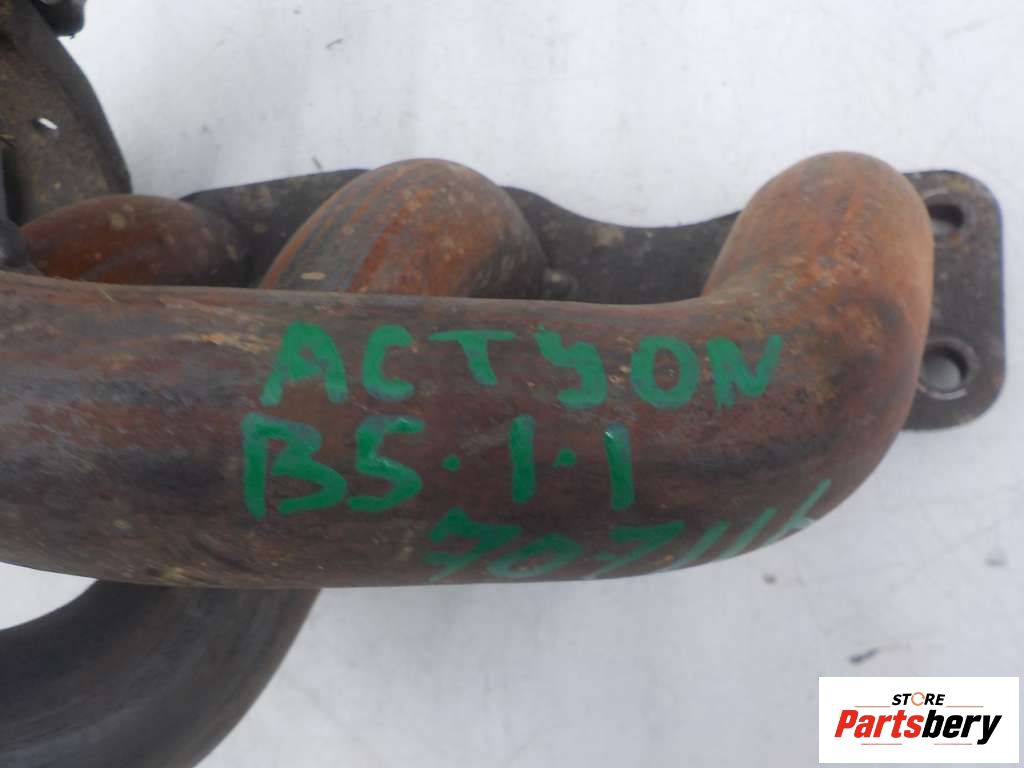 ACTYON
B5.1.1
STORE
Partsbery